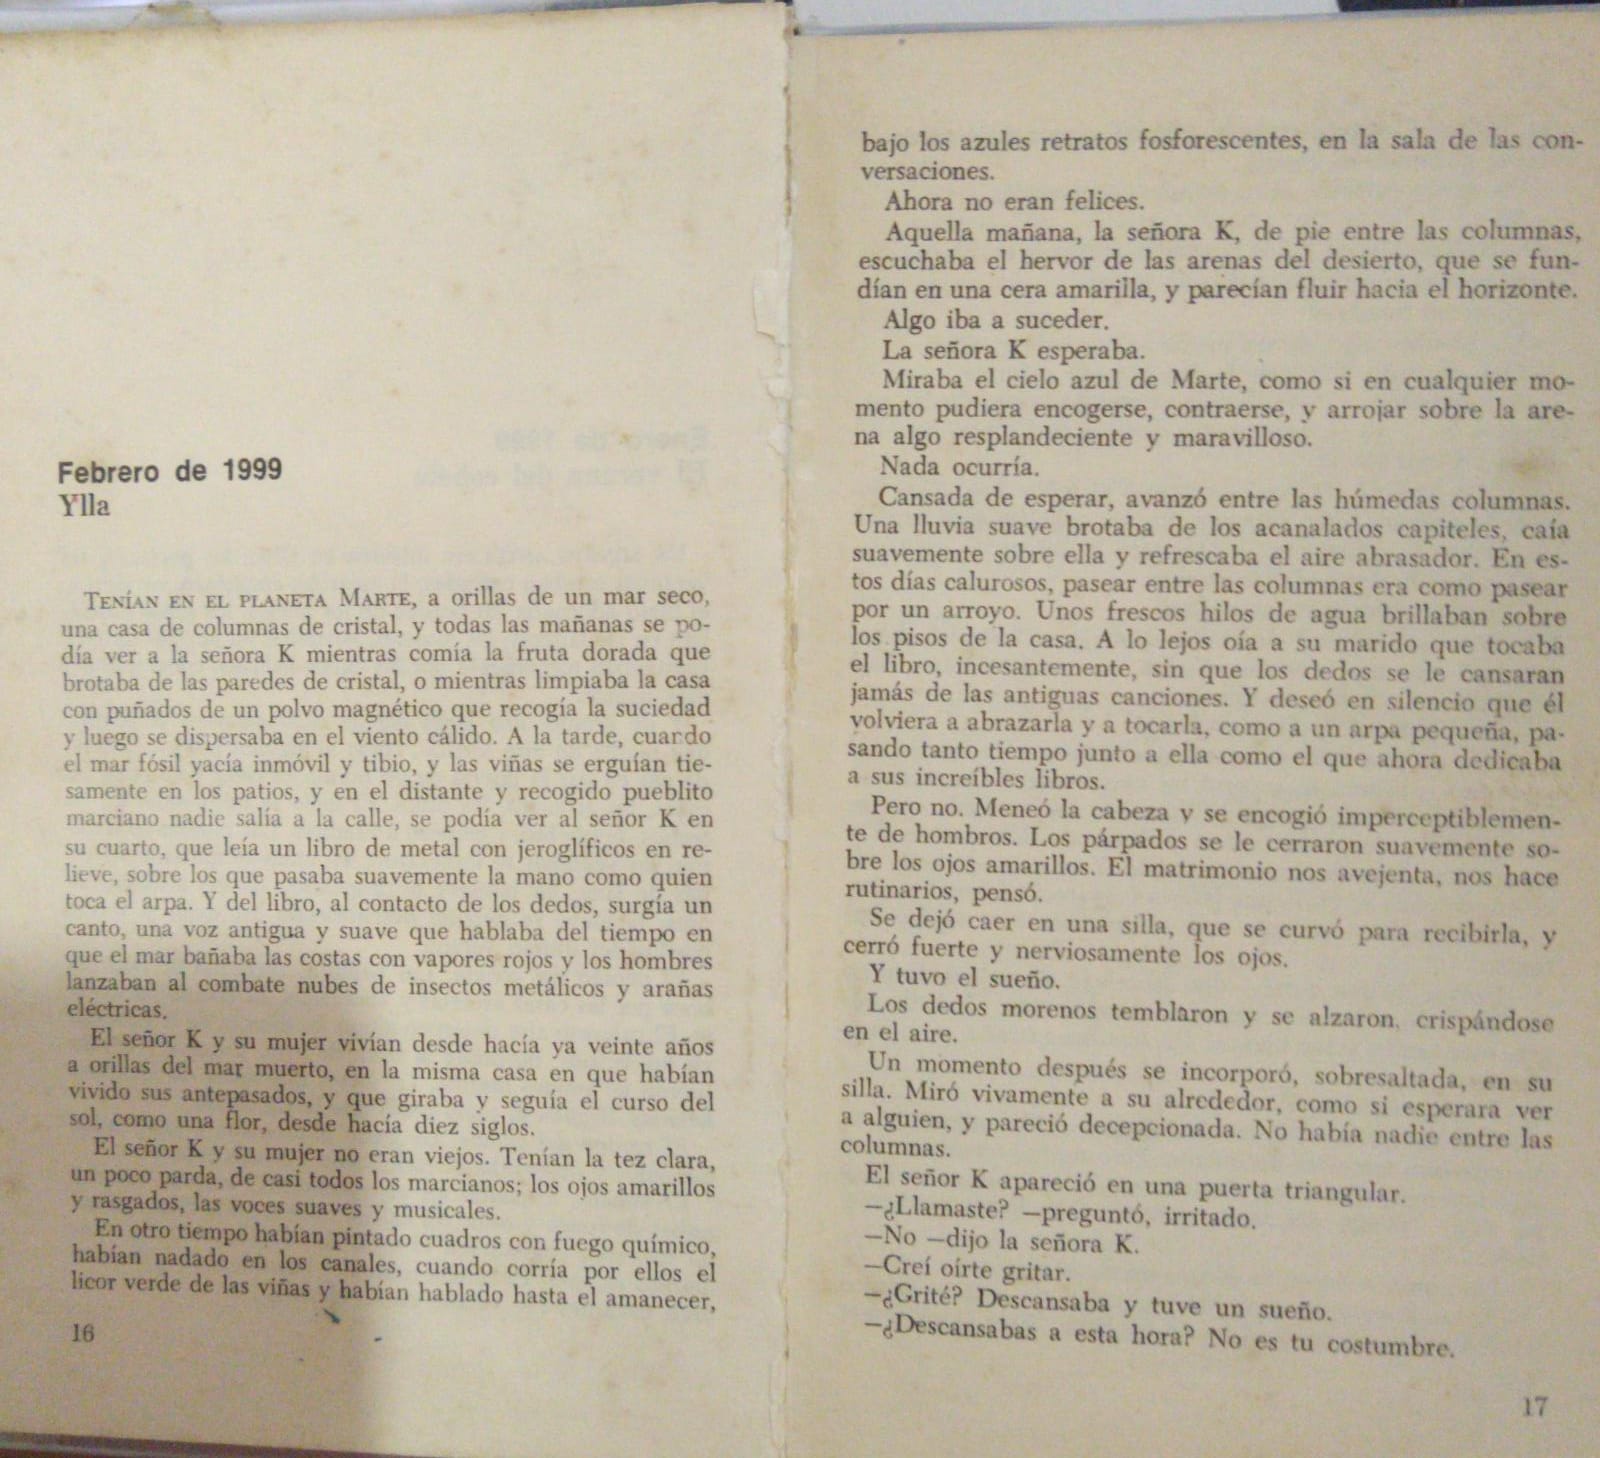 Febrero de 1999
Ylla
TENÍAN EN EL PLANETA MARTE, a orillas de un mar seco,
una casa de columnas de cristal, y todas las mañanas se po-
día ver a la señora K mientras comía la fruta dorada que
brotaba de las paredes de cristal, o mientras limpiaba la casa
con puñados de un polvo magnético que recogía la suciedad
y luego se dispersaba en el viento cálido. A la tarde, cuando
el mar fósil yacía inmóvil y tibio, y las viñas se erguían tie-
samente en los patios, y en el distante y recogido pueblito
marciano nadie salía a la calle, se podía ver al señor K en
su cuarto, que leía un libro de metal con jeroglíficos en re-
lieve, sobre los que pasaba suavemente la mano como quien
toca el arpa. Y del libro, al contacto de los dedos, surgía un
canto, una voz antigua y suave que hablaba del tiempo en
que el mar bañaba las costas con vapores rojos y los hombres
lanzaban al combate nubes de insectos metálicos y arañas
eléctricas.
El señor K y su mujer vivían desde hacía ya veinte años
a orillas del mar muerto, en la misma casa en que habían
vivido sus antepasados, y que giraba y seguía el curso del
sol, como una flor, desde hacía diez siglos.
El señor K y su mujer no eran viejos. Tenían la tez clara,
un poco parda, de casi todos los marcianos; los ojos amarillos
y rasgados, las voces suaves y musicales.
En otro tiempo habían pintado cuadros con fuego químico,
habían nadado en los canales, cuando corría por ellos el
licor verde de las viñas y habían hablado hasta el amanecer,
16
bajo los azules retratos fosforescentes, en la sala de las con-
versaciones.
Ahora no eran felices.
Aquella mañana, la señora K, de pie entre las columnas,
escuchaba el hervor de las arenas del desierto, que se fun-
dían en una cera amarilla, y parecían fluir hacia el horizonte.
Algo iba a suceder.
La señora K esperaba.
Miraba el cielo azul de Marte, como si en cualquier mo-
mento pudiera encogerse, contraerse, y arrojar sobre la are-
na algo resplandeciente y maravilloso.
Nada ocurría.
Cansada de esperar, avanzó entre las húmedas columnas.
Una lluvia suave brotaba de los acanalados capiteles, caía
suavemente sobre ella y refrescaba el aire abrasador. En es-
tos días calurosos, pasear entre las columnas era como pasear
por un arroyo. Unos frescos hilos de agua brillaban sobre
los pisos de la casa. A lo lejos oía a su marido que tocaba
el libro, incesantemente, sin que los dedos se le cansaran
jamás de las antiguas canciones. Y deseó en silencio que él
volviera a abrazarla y a tocarla, como a un arpa pequeña, pa-
sando tanto tiempo junto a ella como el que ahora dedicaba
a sus increíbles libros.
Pero no. Meneó la cabeza y se encogió imperceptiblemen-
te de hombros. Los párpados se le cerraron suavemente so-
bre los ojos amarillos. El matrimonio nos avejenta, nos hace
rutinarios, pensó.
Se dejó caer en una silla, que se curvó para recibirla, y
cerró fuerte y nerviosamente los ojos.
Y tuvo el sueño.
Los dedos morenos temblaron y se alzaron, crispándose
en el aire.
Un momento después se incorporó, sobresaltada, en su
silla. Miró vivamente a su alrededor, como si esperara ver
a alguien, y pareció decepcionada. No había nadie entre las
columnas.
El señor K apareció en una puerta triangular.
—¿Llamaste? —preguntó, irritado.
—No —dijo la señora K.
—Creí oírte gritar.
—¿Grité? Descansaba y tuve un sueño.
—¿Descansabas a esta hora? No es tu costumbre.
17